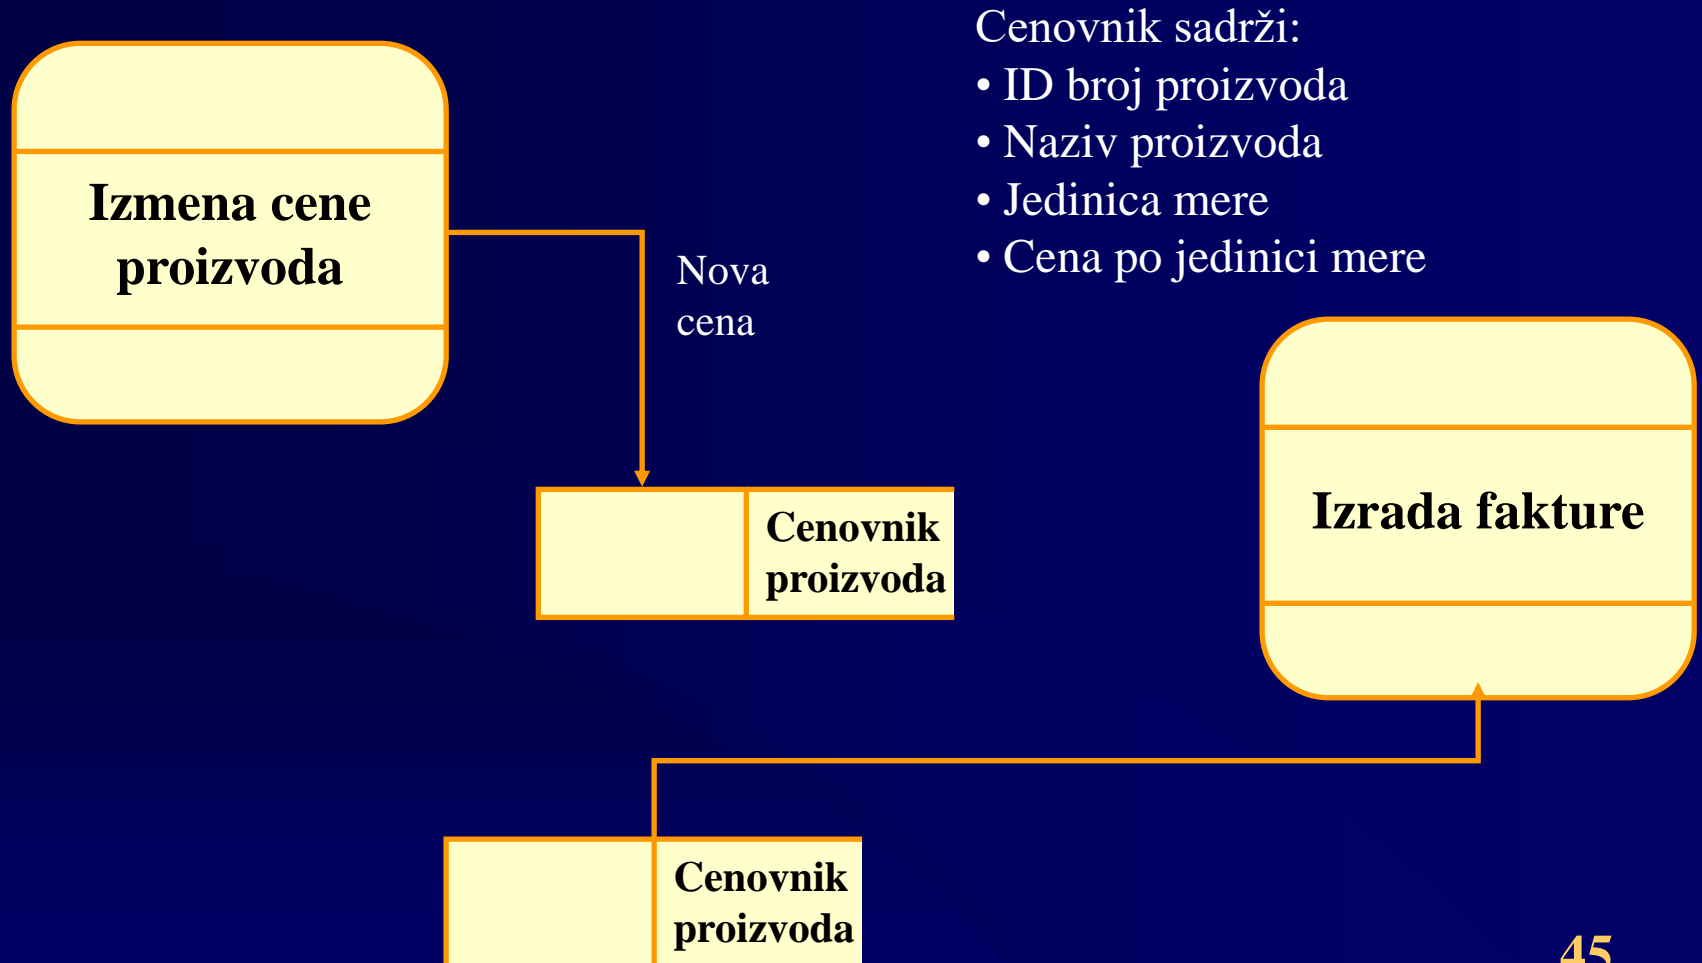 Cenovnik sadrži:
• ID broj proizvoda
• Naziv proizvoda
• Jedinica mere
• Cena po jedinici mere
Izmena cene
proizvoda
Nova
cena
Cenovnik
proizvoda
Izrada fakture
Cenovnik
proizvoda
45